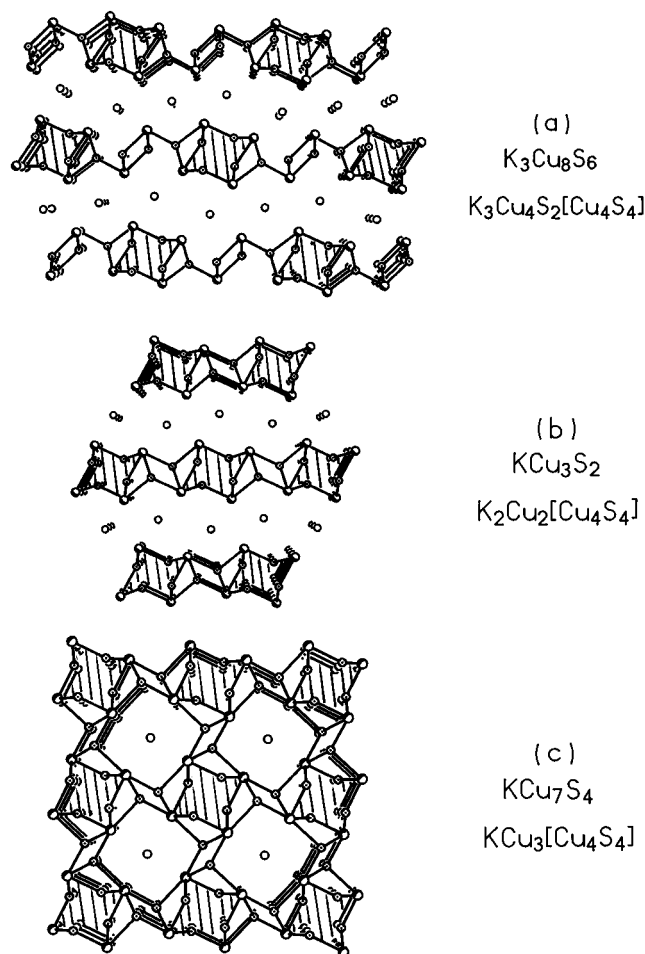 (a)
K₃Cu₈S₆
K₃Cu₄S₂[Cu₄S₄]
(b)
KCu₃S₂
K₂Cu₂[Cu₄S₄]
(c)
KCu₇S₄
KCu₃[Cu₄S₄]